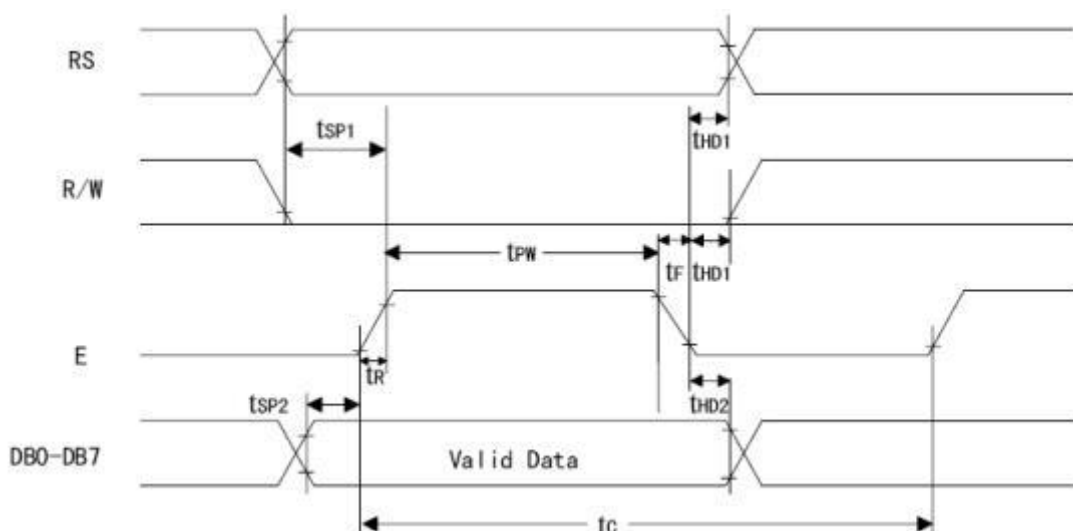 RS
tSP1
tHD1
R/W
tPW
tF
tHD1
E
tR
tSP2
tHD2
DB0-DB7
Valid Data
tC